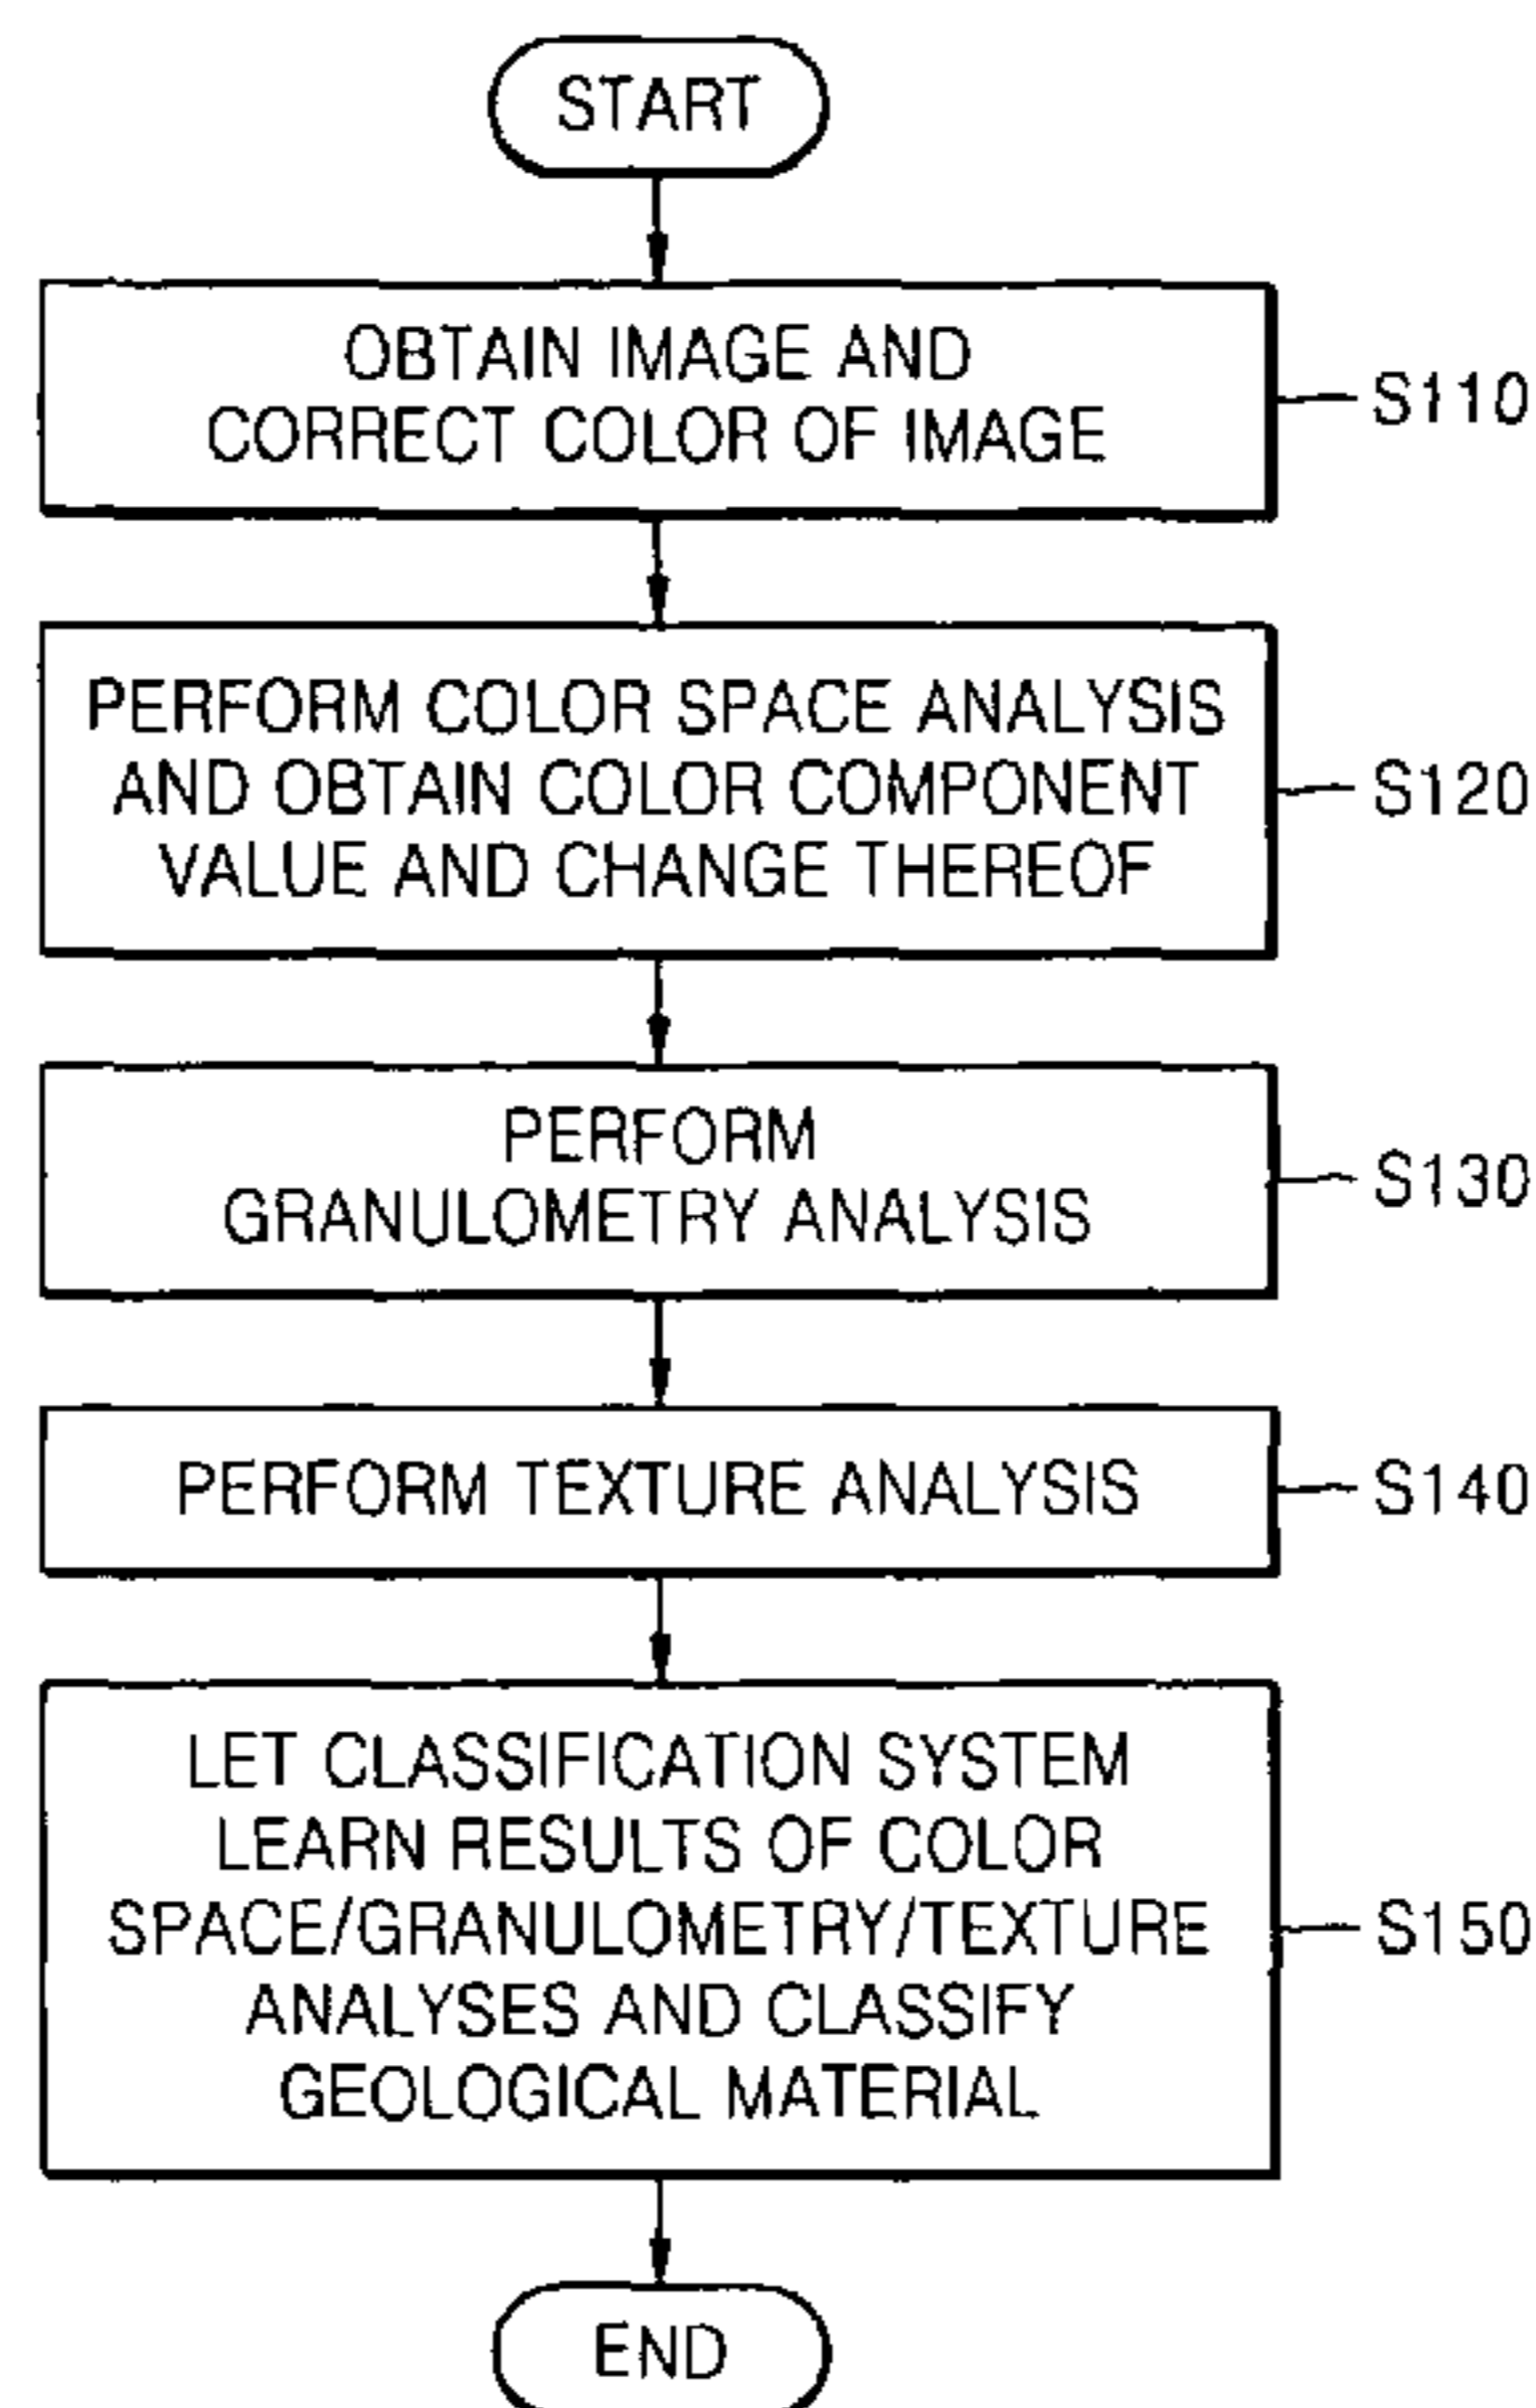 START
OBTAIN IMAGE AND
CORRECT COLOR OF IMAGE
S110
PERFORM COLOR SPACE ANALYSIS
AND OBTAIN COLOR COMPONENT
VALUE AND CHANGE THEREOF
S120
PERFORM
GRANULOMETRY ANALYSIS
S130
PERFORM TEXTURE ANALYSIS
S140
LET CLASSIFICATION SYSTEM
LEARN RESULTS OF COLOR
SPACE/GRANULOMETRY/TEXTURE
ANALYSES AND CLASSIFY
GEOLOGICAL MATERIAL
S150
END